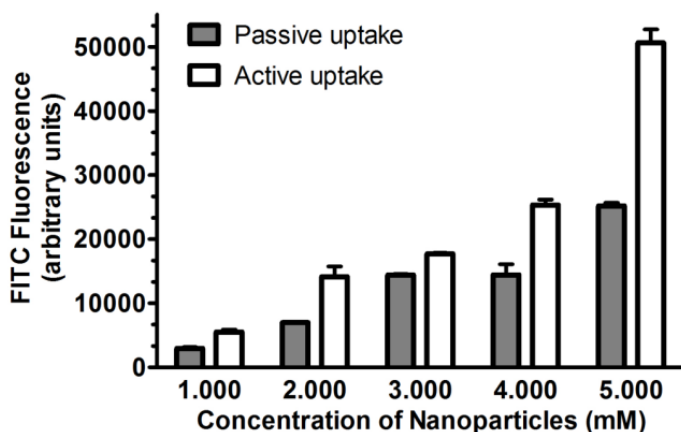 50000
40000
30000
20000
10000
0
FITC Fluorescence
(arbitrary units)
Passive uptake
Active uptake
1.000 2.000 3.000 4.000 5.000
Concentration of Nanoparticles (mM)